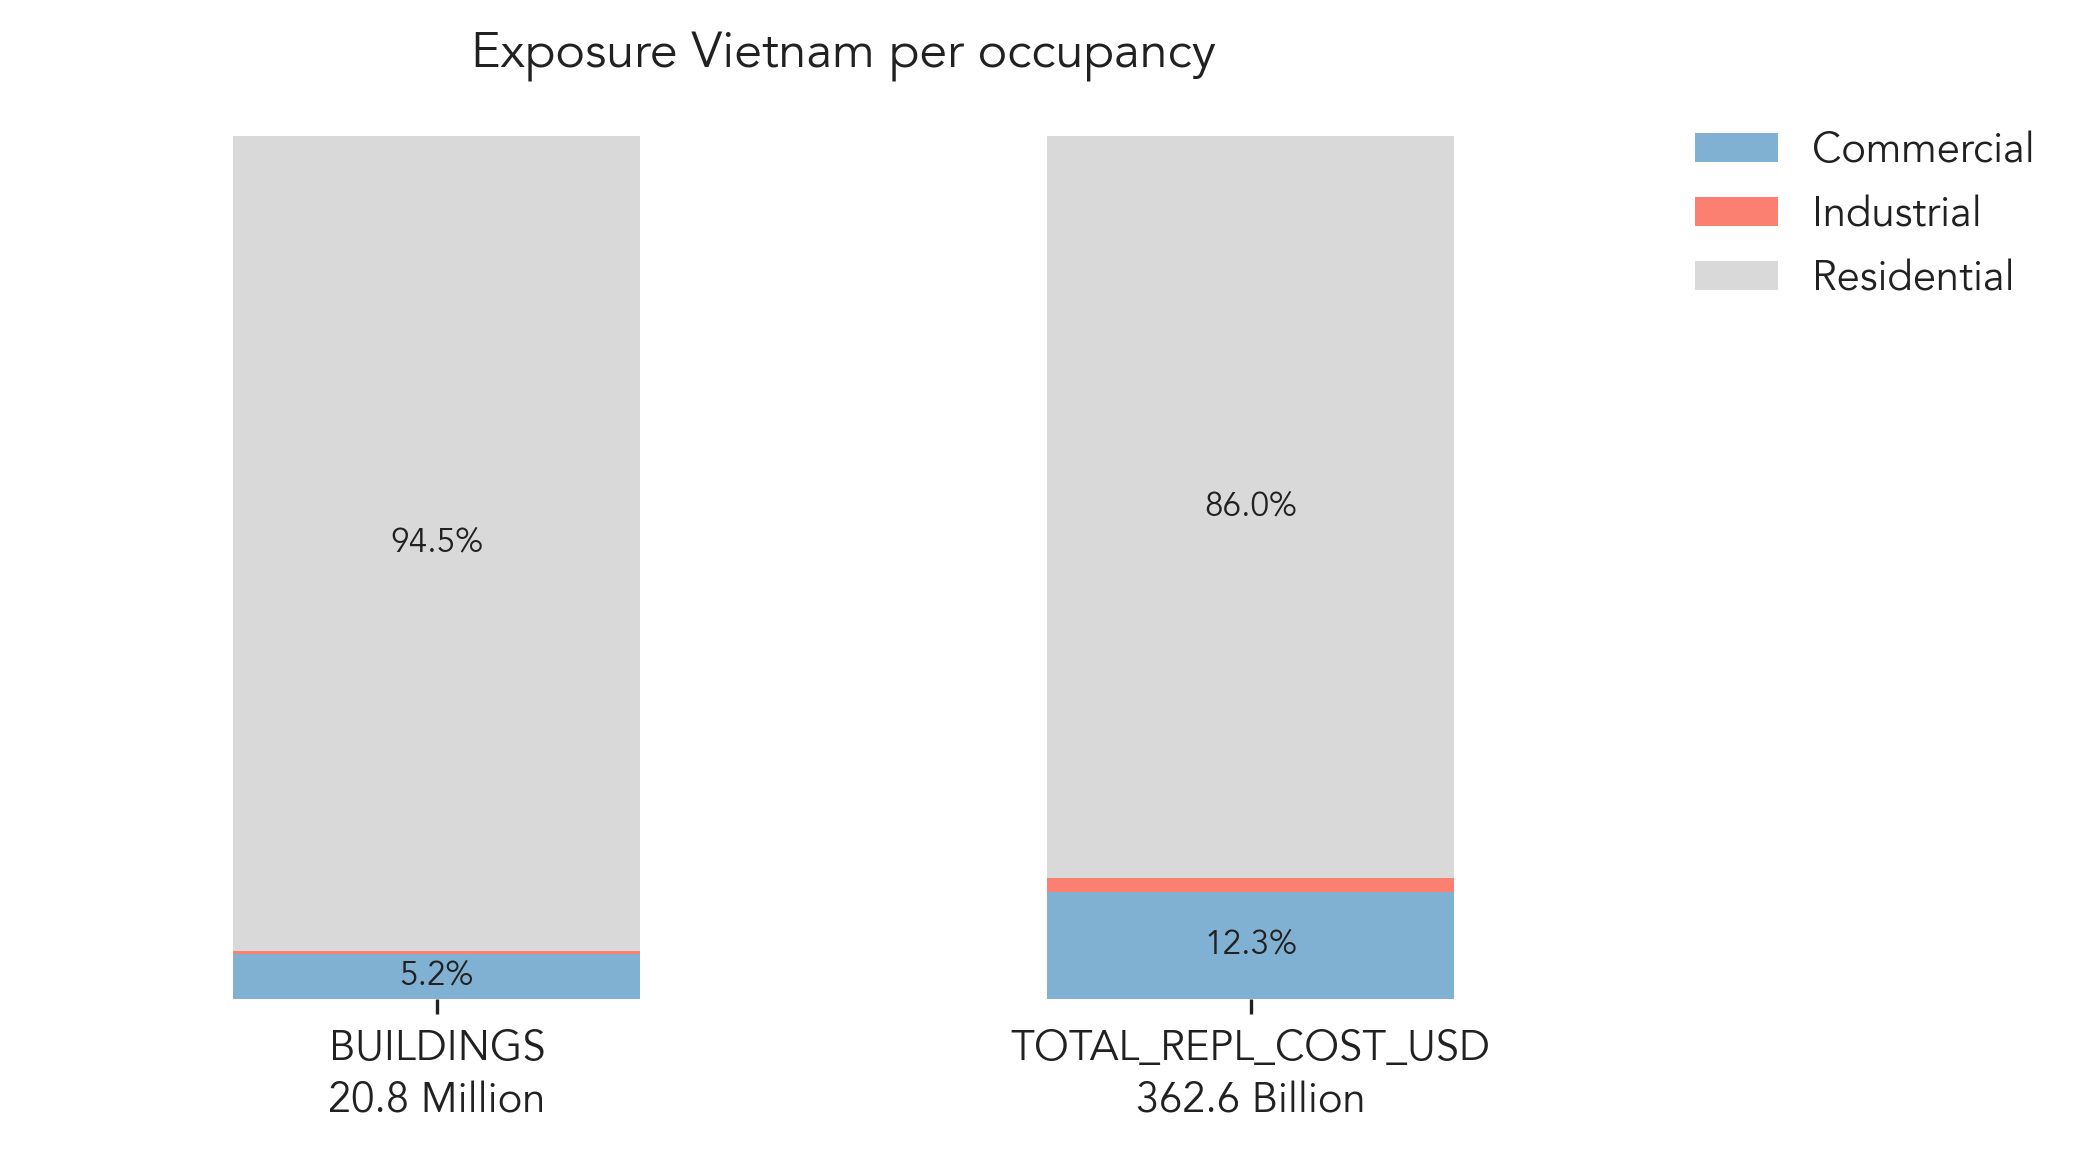 Exposure Vietnam per occupancy
Commercial
Industrial
Residential
94.5%
5.2%
86.0%
12.3%
BUILDINGS
20.8 Million
TOTAL_REPL_COST_USD
362.6 Billion